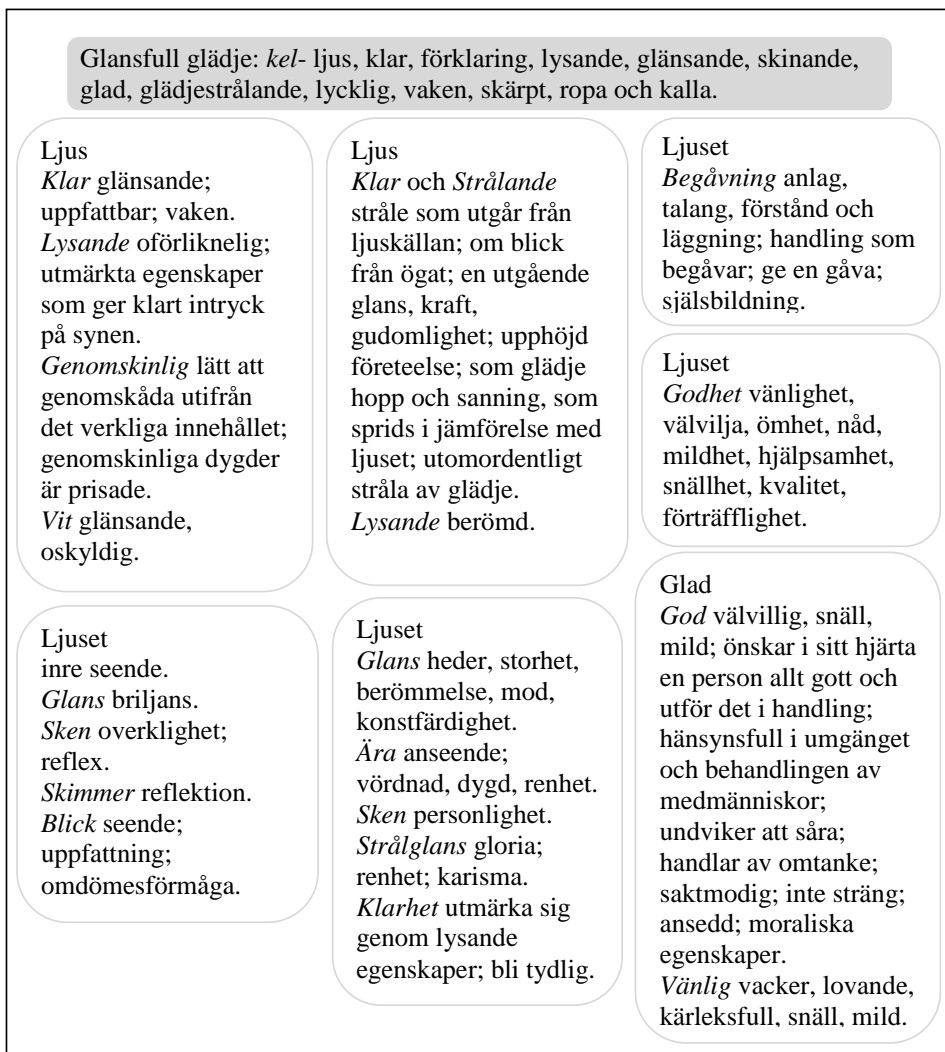 Glansfull glädje: kel- ljus, klar, förklaring, lysande, glänsande, skinande,
glad, glädjestrålande, lycklig, vaken, skärpt, ropa och kalla.
Ljus
Klar glänsande;
uppfattbar; vaken.
Lysande oförliknelig;
utmärkta egenskaper
som ger klart intryck
på synen.
Genomskinlig lätt att
genomskåda utifrån
det verkliga innehållet;
genomskinliga dygder
är prisade.
Vit glänsande,
oskyldig.
Ljus
Klar och Strålande
stråle som utgår från
ljuskällan; om blick
från ögat; en utgående
glans, kraft,
gudomlighet; upphöjd
företeelse; som glädje
hopp och sanning, som
sprids i jämförelse med
ljuset; utomordentligt
stråla av glädje.
Lysande berömd.
Ljuset
Begåvning anlag,
talang, förstånd och
läggning; handling som
begåvar; ge en gåva;
själsbildning.
Ljuset
Godhet vänlighet,
välvilja, ömhet, nåd,
mildhet, hjälpsamhet,
snällhet, kvalitet,
förträfflighet.
Ljuset
inre seende.
Glans briljans.
Sken overklighet;
reflex.
Skimmer reflektion.
Blick seende;
uppfattning;
omdömesförmåga.
Ljuset
Glans heder, storhet,
berömmelse, mod,
konstfärdighet.
Ära anseende;
vördnad, dygd, renhet.
Sken personlighet.
Strålglans gloria;
renhet; karisma.
Klarhet utmärka sig
genom lysande
egenskaper; bli tydlig.
Glad
God välvillig, snäll,
mild; önskar i sitt hjärta
en person allt gott och
utför det i handling;
hänsynsfull i umgänget
och behandlingen av
medmänniskor;
undviker att såra;
handlar av omtanke;
saktmodig; inte sträng;
ansedd; moraliska
egenskaper.
Vänlig vacker, lovande,
kärleksfull, snäll, mild.